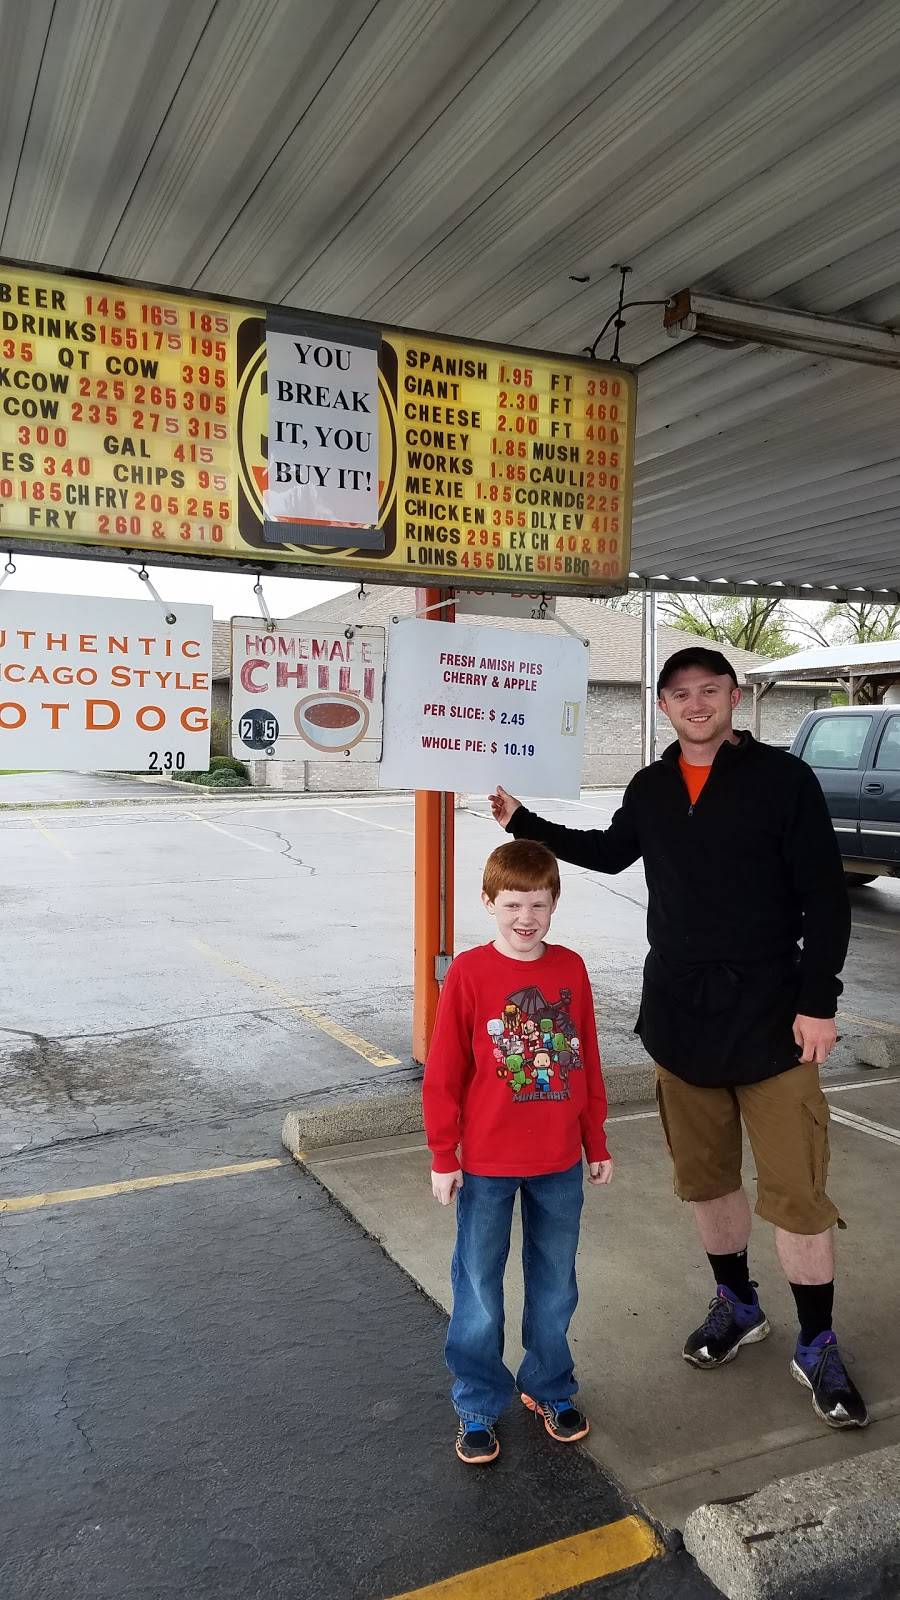 BEER 145 165 185
DRINKS 155 175 195
35 QT COW 395
KCOW 225 265 305
COW 235 275 315
300 GAL 415
ES 340 CHIPS 95
0 185 CH FRY 205 255
FRY 260 & 310
YOU
BREAK
IT, YOU
BUY IT!
SPANISH 1.95 FT 390
GIANT 2.30 FT 460
CHEESE 2.00 FT 400
CONEY 1.85 MUSH 295
WORKS 1.85 CAULI 290
MEXIE 1.85 CORNDG 225
CHICKEN 355 DLX EV 415
RINGS 295 EX CH 40 & 80
LOINS 455 DLXE 515 BBQ 200
UTHENTIC
ICAGO STYLE
OT DOG
2.30
HOMEMADE
CHILI
FRESH AMISH PIES
CHERRY & APPLE
PER SLICE: $ 2.45
WHOLE PIE: $ 10.19
MINECRAFT